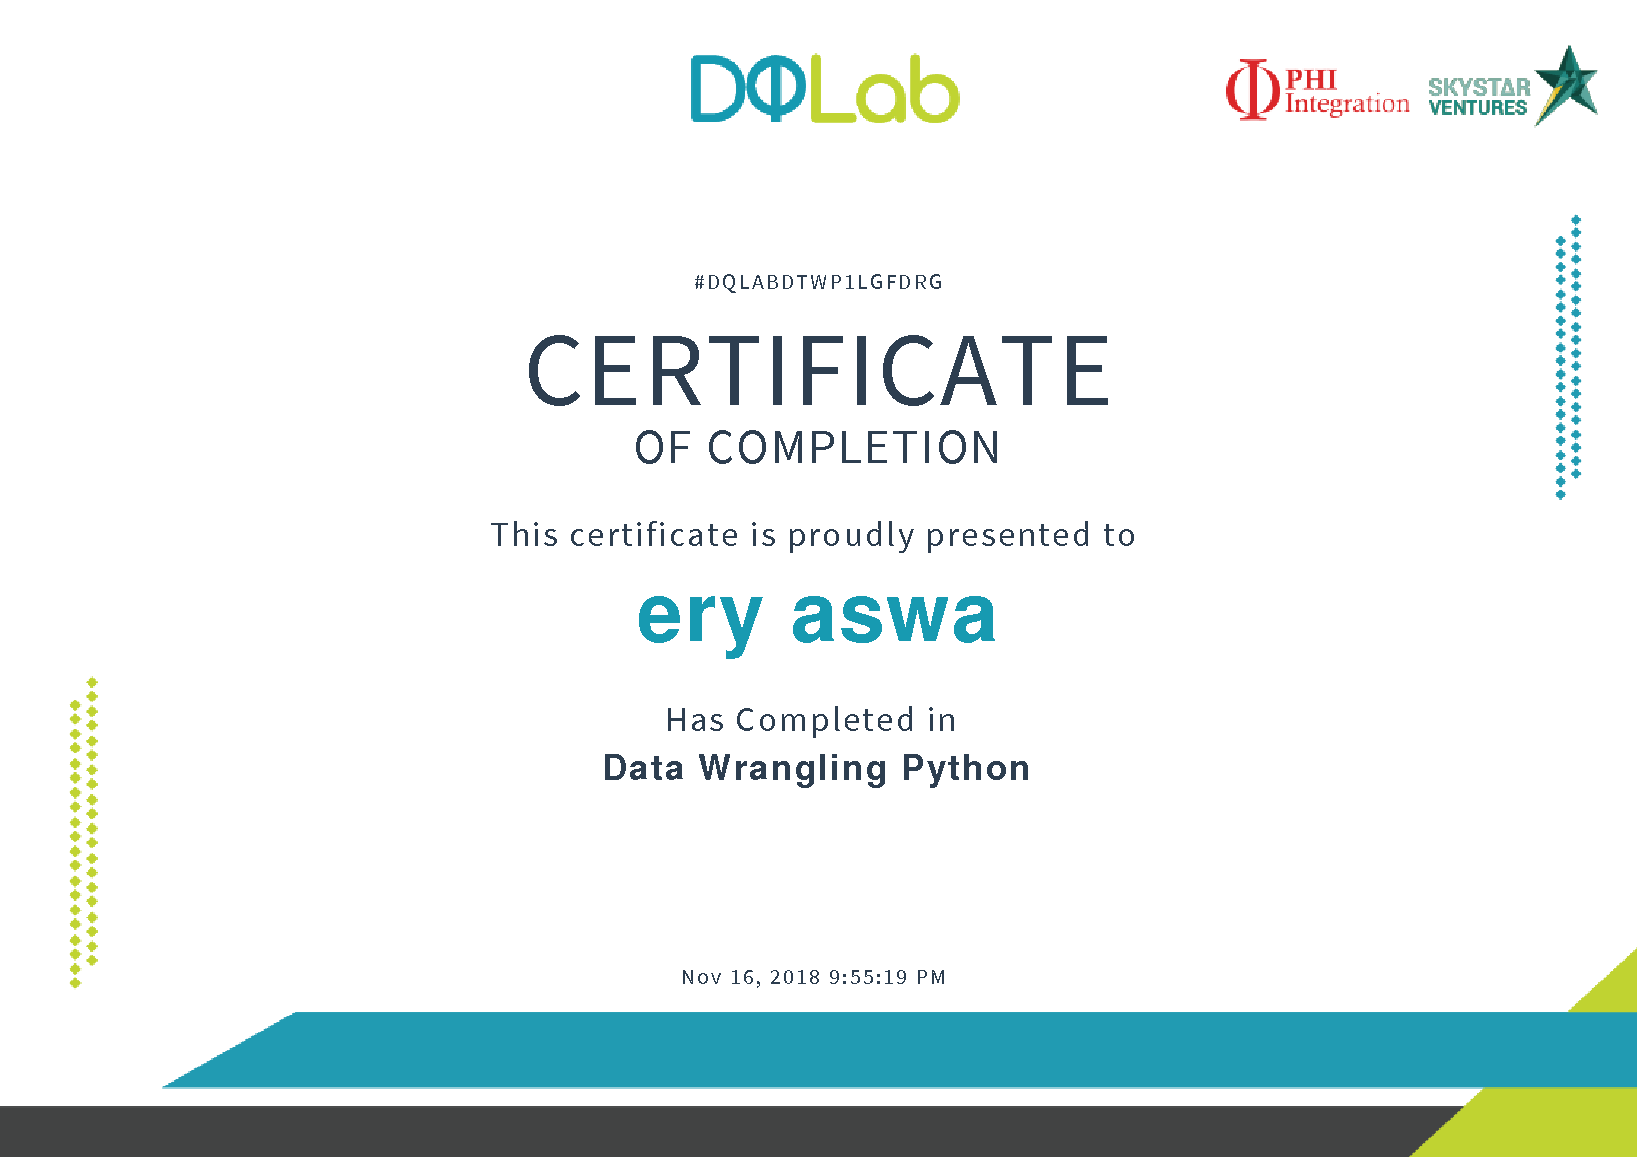 DQLab
PHI
Integration
SKYSTAR
VENTURES
#DQLABDTWP1LGFDRG
CERTIFICATE
OF COMPLETION
This certificate is proudly presented to
ery aswa
Has Completed in
Data Wrangling Python
Nov 16, 2018 9:55:19 PM